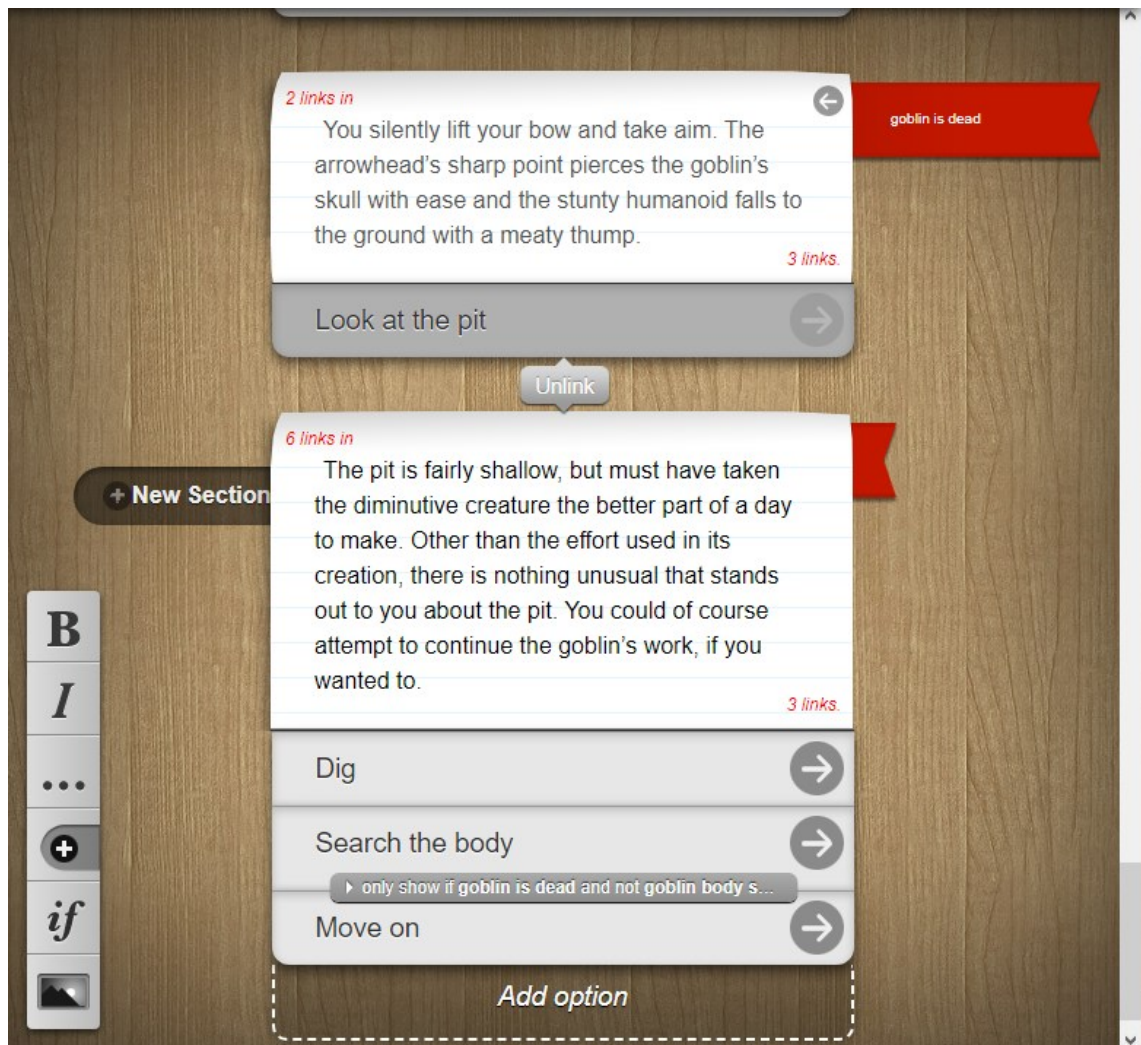 2 links in
goblin is dead
You silently lift your bow and take aim. The
arrowhead’s sharp point pierces the goblin’s
skull with ease and the stunty humanoid falls to
the ground with a meaty thump.
3 links.
Look at the pit
Unlink
6 links in
The pit is fairly shallow, but must have taken
the diminutive creature the better part of a day
to make. Other than the effort used in its
creation, there is nothing unusual that stands
out to you about the pit. You could of course
attempt to continue the goblin’s work, if you
wanted to.
3 links.
+ New Section
B
I
...
if
Dig
Search the body
only show if goblin is dead and not goblin body s...
Move on
Add option